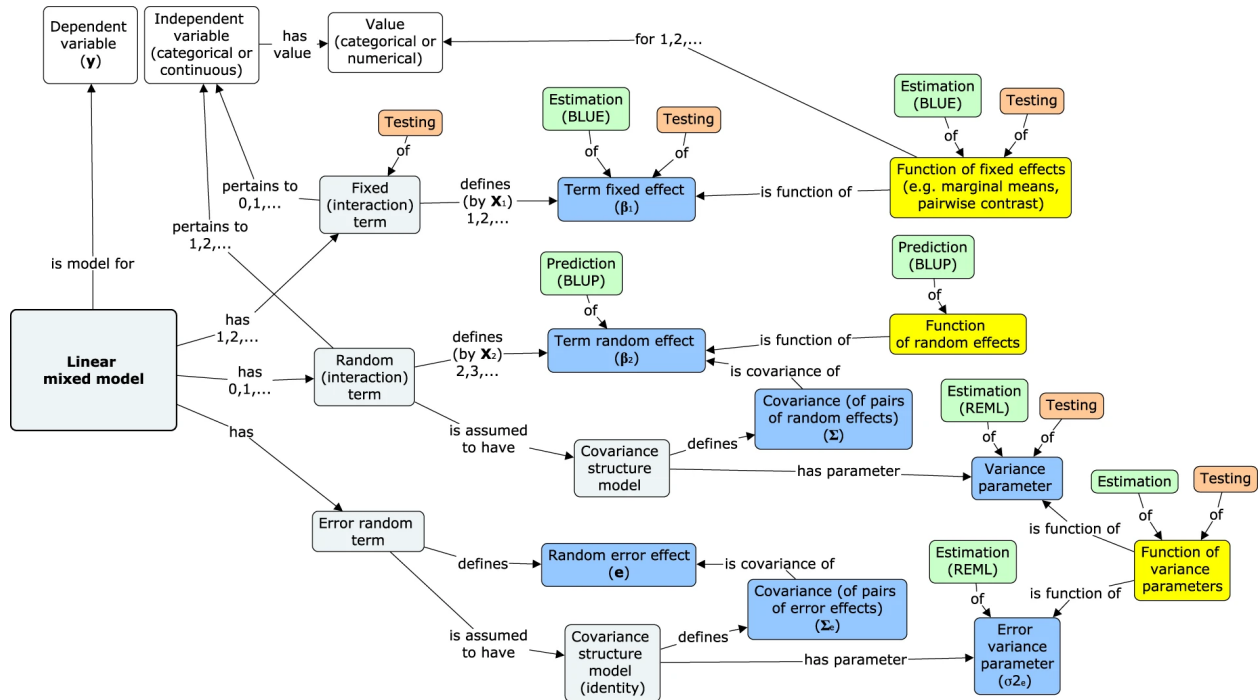 Dependent
variable
(y)
Independent
variable
(categorical or
continuous)
has
value
Value
(categorical or
numerical)
for 1,2,...
Estimation
(BLUE)
Testing
of
of
Function of fixed effects
(e.g. marginal means,
pairwise contrast)
Testing
of
Estimation
(BLUE)
Testing
of
of
pertains to
0,1,...
Fixed
(interaction)
term
defines
(by X₁)
1,2,...
Term fixed effect
(β₁)
is function of
pertains to
1,2,...
is model for
Prediction
(BLUP)
of
Prediction
(BLUP)
of
Linear
mixed model
has
1,2,...
has
0,1,...
Random
(interaction)
term
defines
(by X₂)
2,3,...
Term random effect
(β₂)
is function of
Function
of random effects
is covariance of
Covariance (of pairs
of random effects)
(Σ)
has
is assumed
to have
Covariance
structure
model
defines
has parameter
Estimation
(REML)
Testing
of
of
Variance
parameter
Estimation
Testing
of
of
is function of
Function of
variance
parameters
is function of
Error random
term
defines
Random error effect
(e)
is covariance of
Covariance (of pairs
of error effects)
(Σₑ)
Estimation
(REML)
of
is assumed
to have
Covariance
structure
model
(identity)
defines
has parameter
Error
variance
parameter
(σ2ₑ)